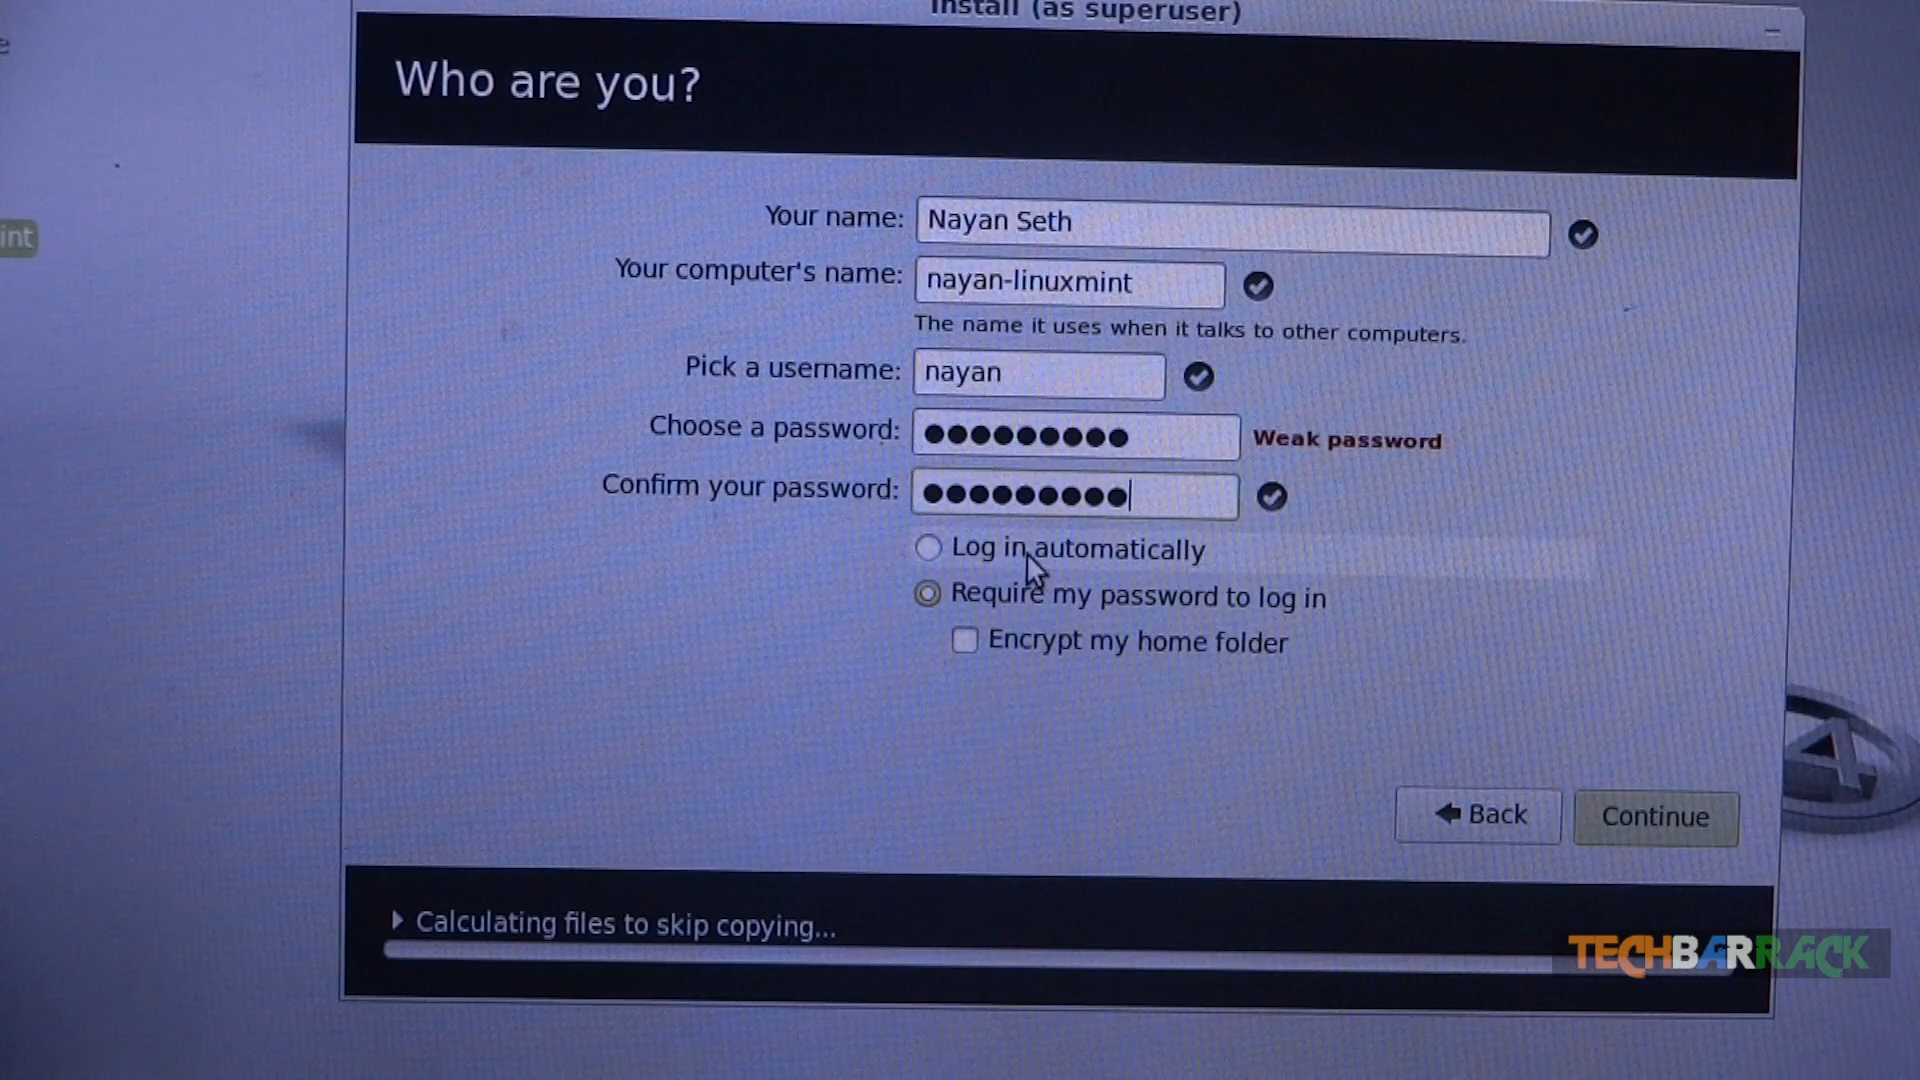 Install (as superuser)
Who are you?
Your name: Nayan Seth
Your computer's name: nayan-linuxmint
The name it uses when it talks to other computers.
Pick a username: nayan
Choose a password: ●●●●●●●●● Weak password
Confirm your password: ●●●●●●●●●
Log in automatically
Require my password to log in
Encrypt my home folder
Back Continue
Calculating files to skip copying...
TECHBARRACK
int